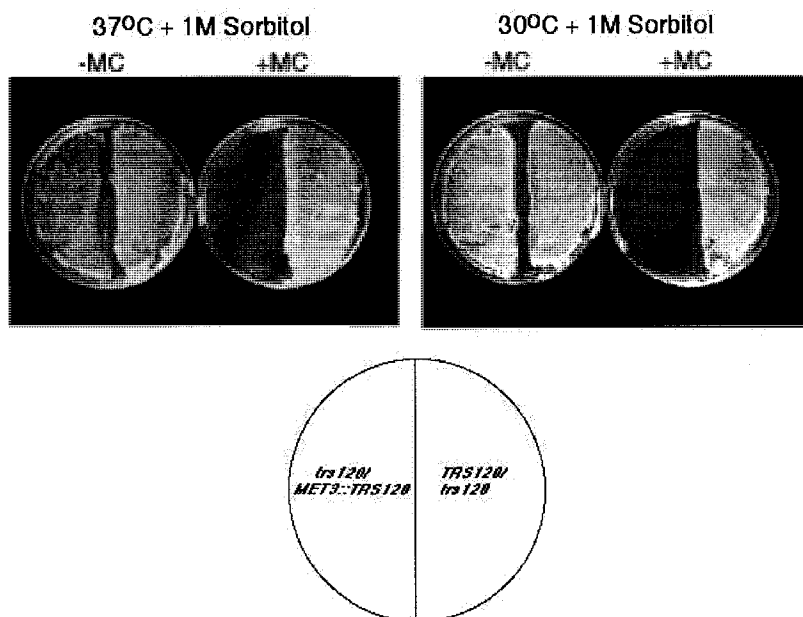 37ºC + 1M Sorbitol
-MC +MC
30ºC + 1M Sorbitol
-MC +MC
trs120/
MET3::TRS120
TRS120/
trs120